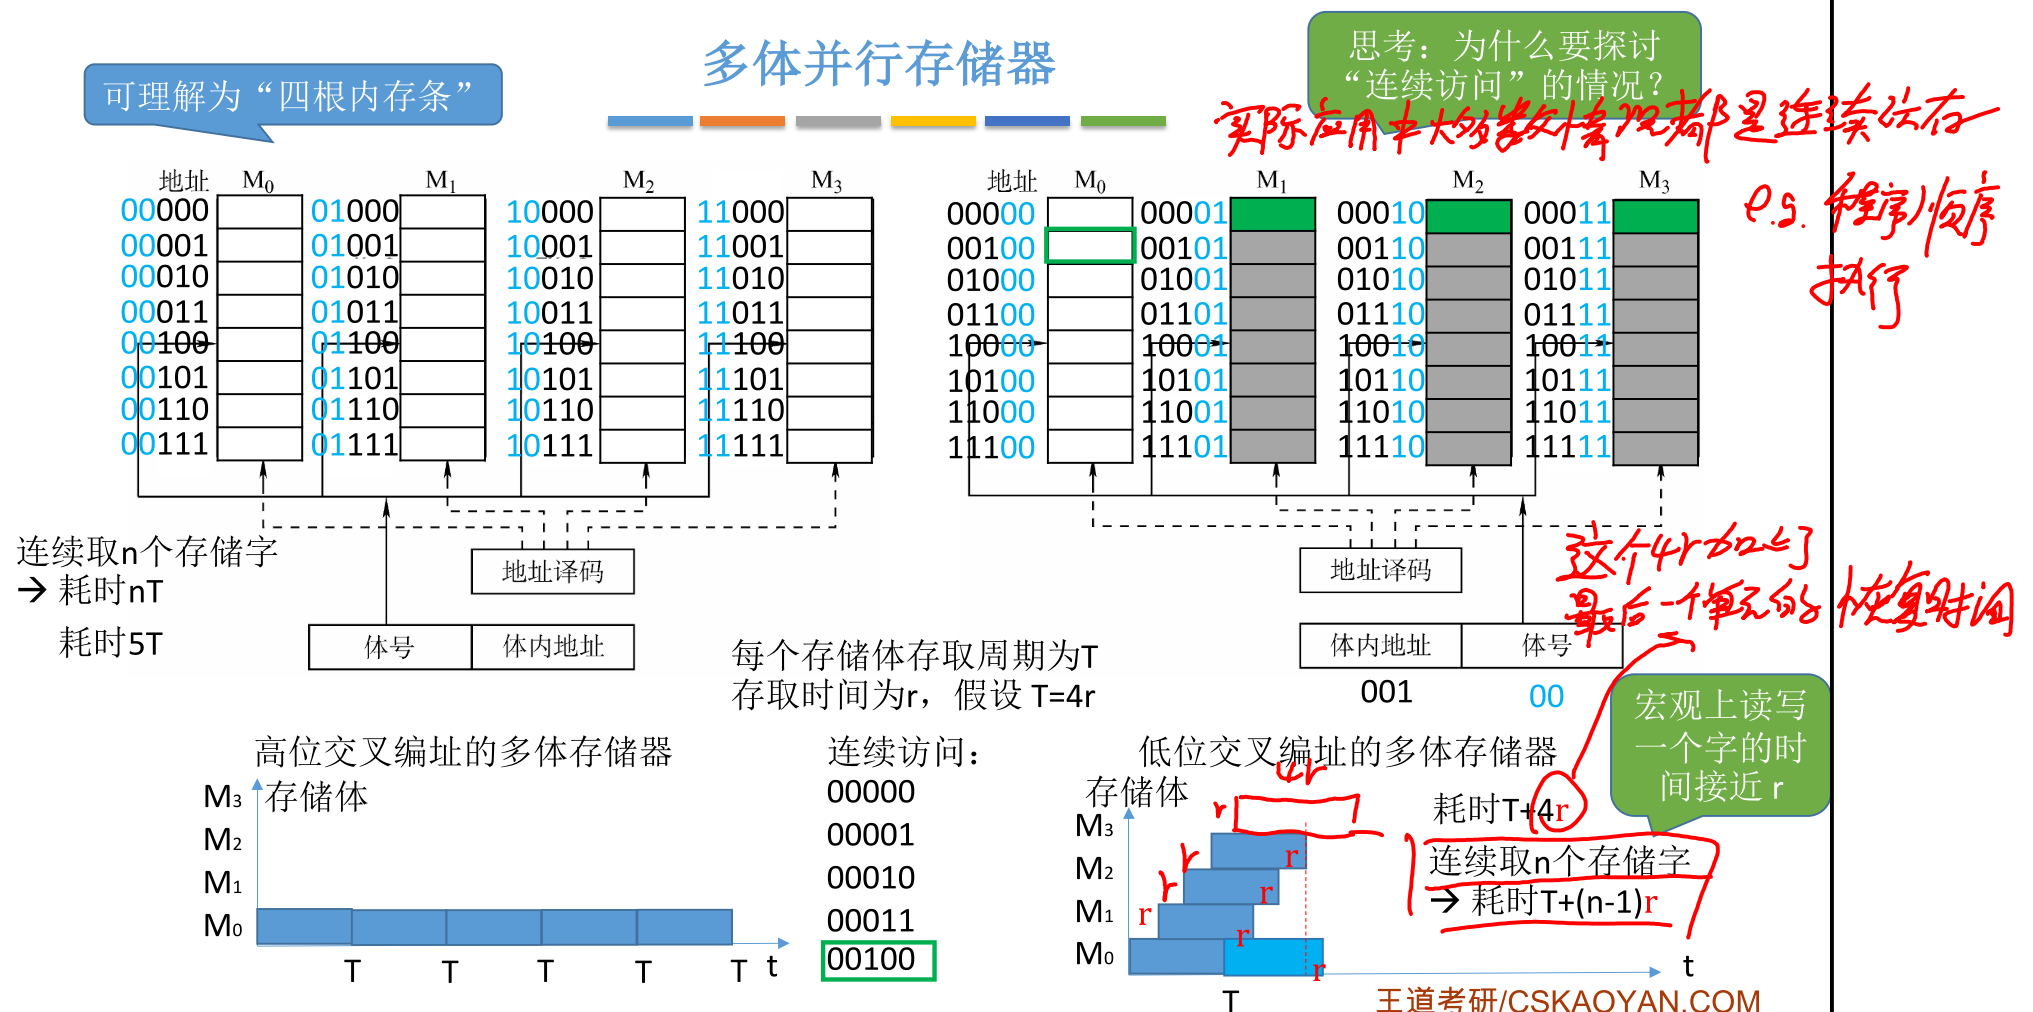 多体并行存储器
可理解为“四根内存条”
思考：为什么要探讨
“连续访问”的情况？
实际应用中大多数情况都是连续访存
e.g. 程序顺序
执行
地址 M0 M1 M2 M3
00000 01000 10000 11000
00001 01001 10001 11001
00010 01010 10010 11010
00011 01011 10011 11011
00100 01100 10100 11100
00101 01101 10101 11101
00110 01110 10110 11110
00111 01111 10111 11111
地址译码
体号 体内地址
连续取n个存储字
→ 耗时nT
耗时5T
地址 M0 M1 M2 M3
00000 00001 00010 00011
00100 00101 00110 00111
01000 01001 01010 01011
01100 01101 01110 01111
10000 10001 10010 10011
10100 10101 10110 10111
11000 11001 11010 11011
11100 11101 11110 11111
地址译码
体内地址 体号
001 00
这个4r加上了
最后一个单元的恢复时间
每个存储体存取周期为T
存取时间为r，假设 T=4r
宏观上读写
一个字的时
间接近 r
高位交叉编址的多体存储器
存储体
M3
M2
M1
M0
T T T T T t
连续访问：
00000
00001
00010
00011
00100
低位交叉编址的多体存储器
存储体
4r
r
M3 r r
M2 r r
M1 r r
M0 r
T
t
耗时T+4r
连续取n个存储字
→ 耗时T+(n-1)r
王道考研/CSKAOYAN.COM